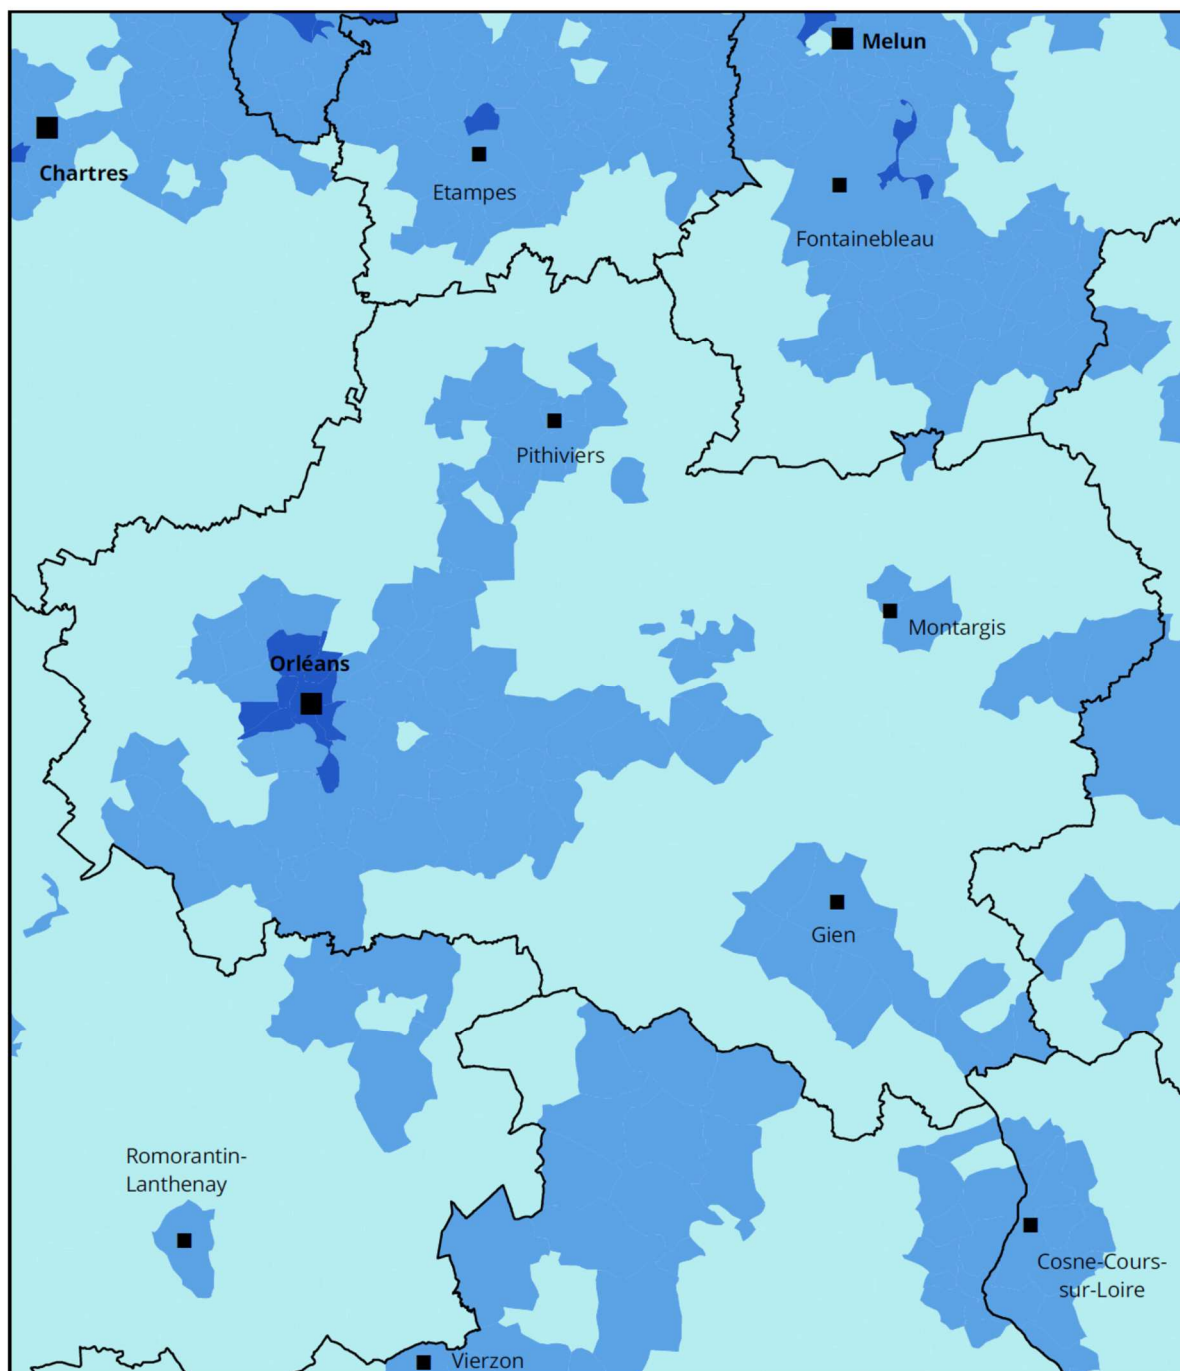 Melun
Chartres
Etampes
Fontainebleau
Pithiviers
Montargis
Orléans
Gien
Romorantin-
Lanthenay
Cosne-Cours-
sur-Loire
Vierzon